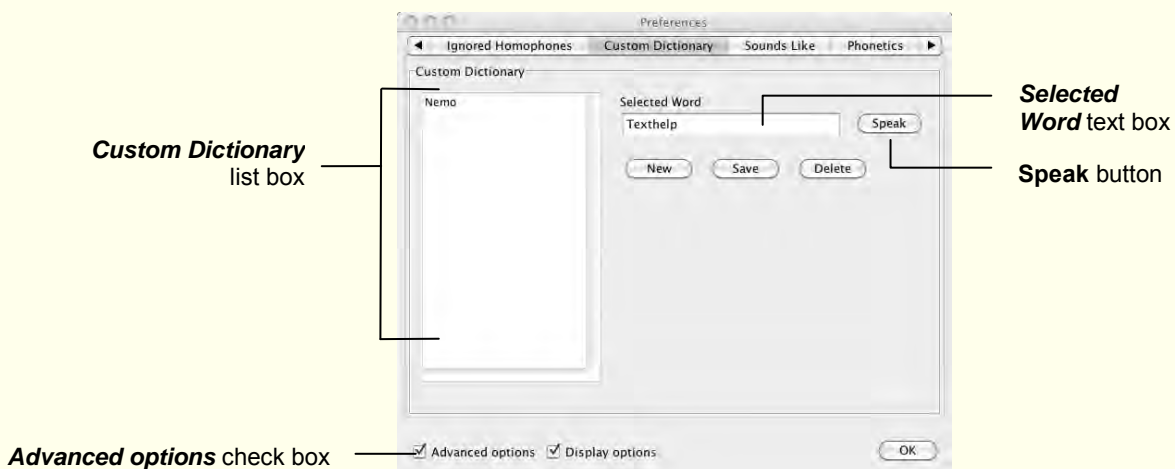 Preferences
Ignored Homophones Custom Dictionary Sounds Like Phonetics
Custom Dictionary
Nemo
Selected Word
Texthelp
Speak
New Save Delete
Advanced options Display options
OK
Custom Dictionary
list box
Selected
Word text box
Speak button
Advanced options check box